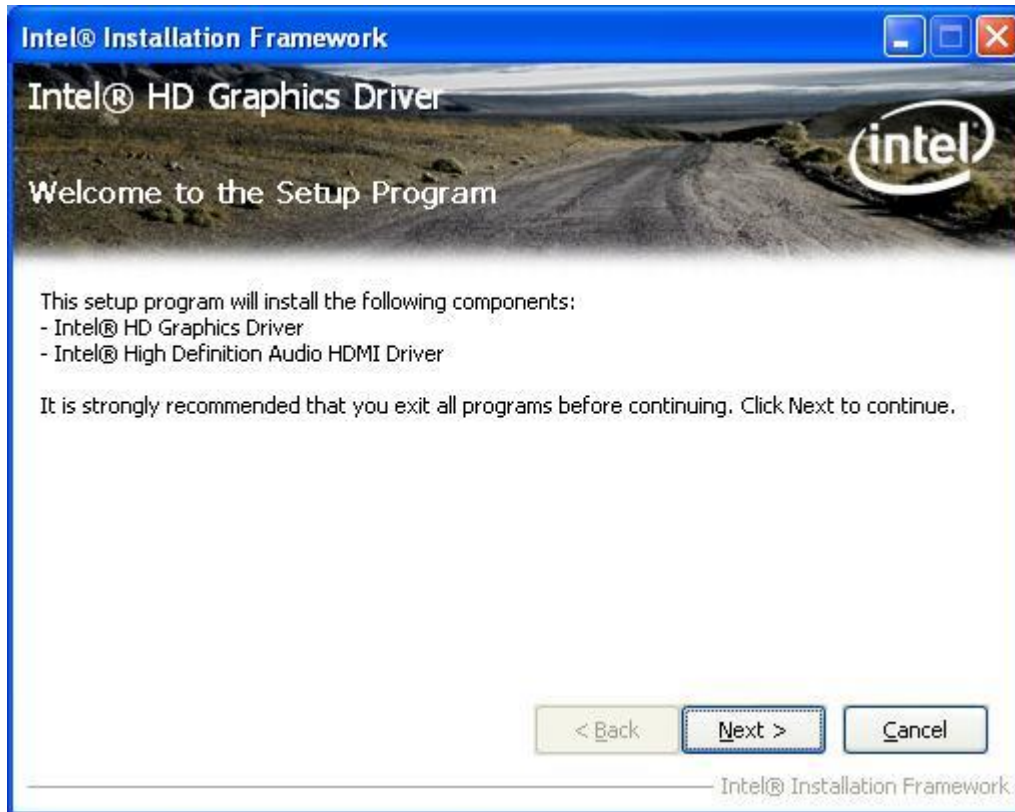 Intel® Installation Framework
Intel® HD Graphics Driver
intel
Welcome to the Setup Program
This setup program will install the following components:
- Intel® HD Graphics Driver
- Intel® High Definition Audio HDMI Driver
It is strongly recommended that you exit all programs before continuing. Click Next to continue.
< Back
Next >
Cancel
Intel® Installation Framework